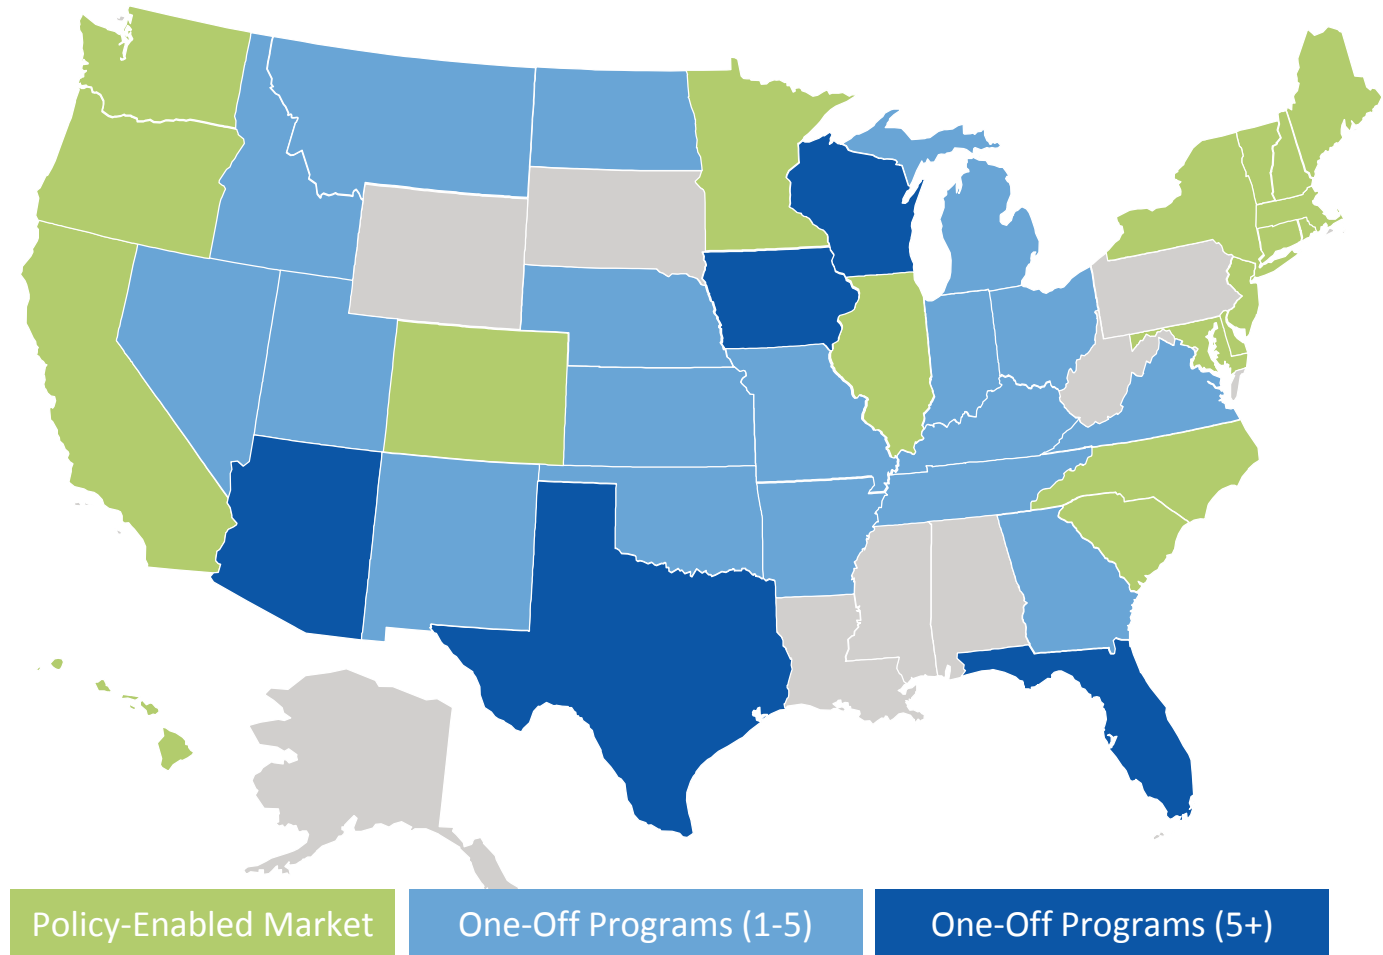 Policy-Enabled Market
One-Off Programs (1-5)
One-Off Programs (5+)